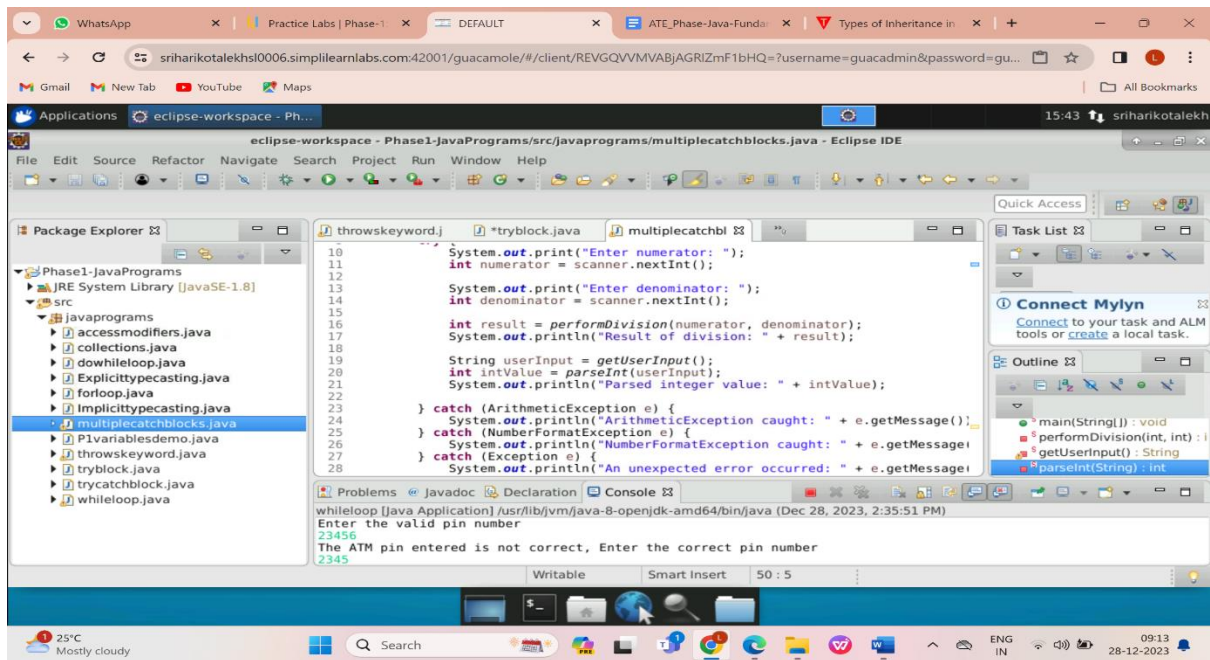 WhatsApp
Practice Labs | Phase-1
DEFAULT
ATE_Phase-Java-Fundar
Types of Inheritance in
sriharikotalekhsl0006.simplilearnlabs.com:42001/guacamole/#/client/REVGQVVMVABjAGRlZmF1bHQ=?username=guacadmin&password=gu...
Gmail
New Tab
YouTube
Maps
All Bookmarks
Applications
eclipse-workspace - Ph...
15:43
sriharikotalekh
eclipse-workspace - Phase1-JavaPrograms/src/javaprograms/multiplecatchblocks.java - Eclipse IDE
File Edit Source Refactor Navigate Search Project Run Window Help
Quick Access
Package Explorer
Phase1-JavaPrograms
JRE System Library [JavaSE-1.8]
src
javaprograms
accessmodifiers.java
collections.java
dowhileloop.java
Explicittypecasting.java
forloop.java
Implicittypecasting.java
multiplecatchblocks.java
P1variablesdemo.java
throwskeyword.java
tryblock.java
trycatchblock.java
whileloop.java
throwskeyword.j
*tryblock.java
multiplecatchbl
10 System.out.print("Enter numerator: ");
11 int numerator = scanner.nextInt();
12
13 System.out.print("Enter denominator: ");
14 int denominator = scanner.nextInt();
15
16 int result = performDivision(numerator, denominator);
17 System.out.println("Result of division: " + result);
18
19 String userInput = getUserInput();
20 int intValue = parseInt(userInput);
21 System.out.println("Parsed integer value: " + intValue);
22
23 } catch (ArithmeticException e) {
24 System.out.println("ArithmeticException caught: " + e.getMessage());
25 } catch (NumberFormatException e) {
26 System.out.println("NumberFormatException caught: " + e.getMessage(
27 } catch (Exception e) {
28 System.out.println("An unexpected error occurred: " + e.getMessage(
Task List
Connect Mylyn
Connect to your task and ALM
tools or create a local task.
Outline
main(String[]) : void
performDivision(int, int) : i
getUserInput() : String
parseInt(String) : int
Problems
Javadoc
Declaration
Console
whileloop [Java Application] /usr/lib/jvm/java-8-openjdk-amd64/bin/java (Dec 28, 2023, 2:35:51 PM)
Enter the valid pin number
23456
The ATM pin entered is not correct, Enter the correct pin number
2345
Writable
Smart Insert
50 : 5
1
25°C
Mostly cloudy
Search
PRE
ENG
IN
09:13
28-12-2023